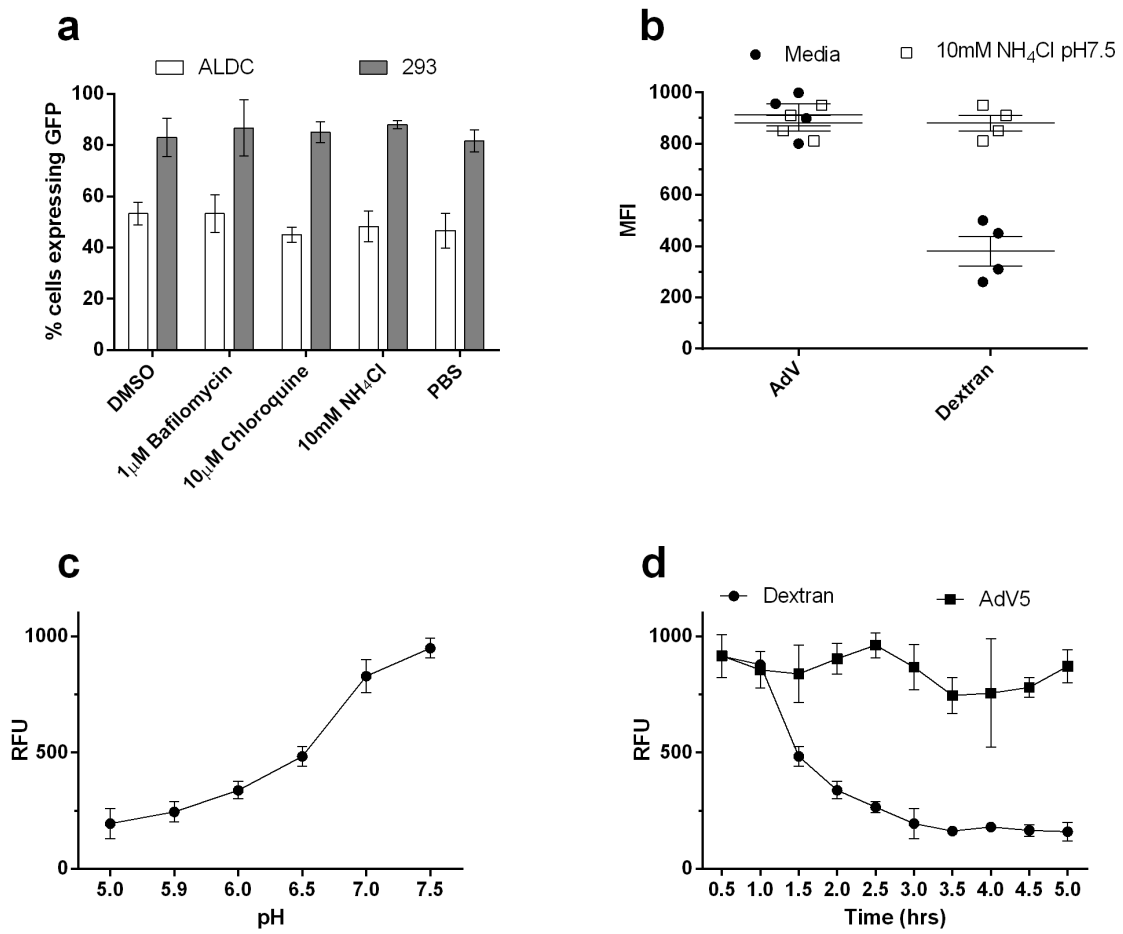 a
ALDC 293
% cells expressing GFP
100
80
60
40
20
0
DMSO
1μM Bafilomycin
10μM Chloroquine
10mM NH₄Cl
PBS
b
Media 10mM NH₄Cl pH7.5
MFI
1000
800
600
400
200
0
AdV
Dextran
c
RFU
1000
500
0
5.0 5.9 6.0 6.5 7.0 7.5
pH
d
Dextran AdV5
RFU
1000
500
0
0.5 1.0 1.5 2.0 2.5 3.0 3.5 4.0 4.5 5.0
Time (hrs)